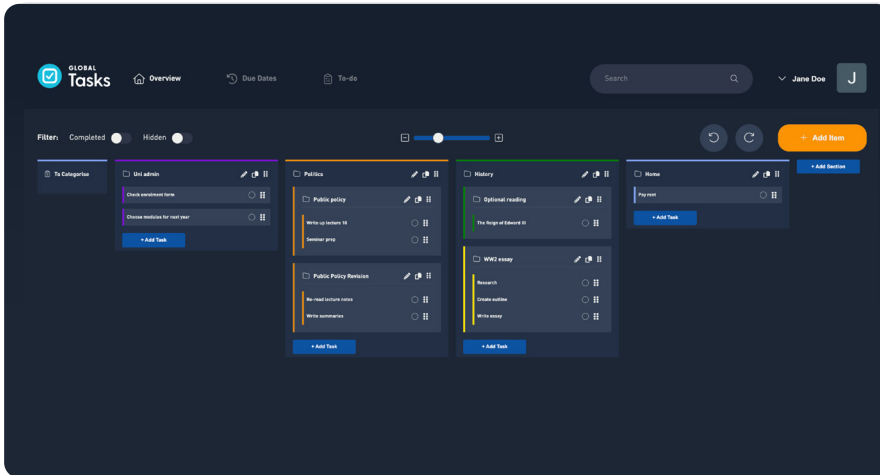 GLOBAL
Tasks
Overview
Due Dates
To-do
Search
Jane Doe
J
Filter:
Completed
Hidden
+ Add Item
To Categorise
Uni admin
Check enrolment form
Choose modules for next year
+ Add Task
Politics
Public policy
Write up lecture 10
Seminar prep
Public Policy Revision
Re-read lecture notes
Write summaries
+ Add Task
History
Optional reading
The Reign of Edward III
WW2 essay
Research
Create outline
Write essay
+ Add Task
Home
Pay rent
+ Add Task
+ Add Section